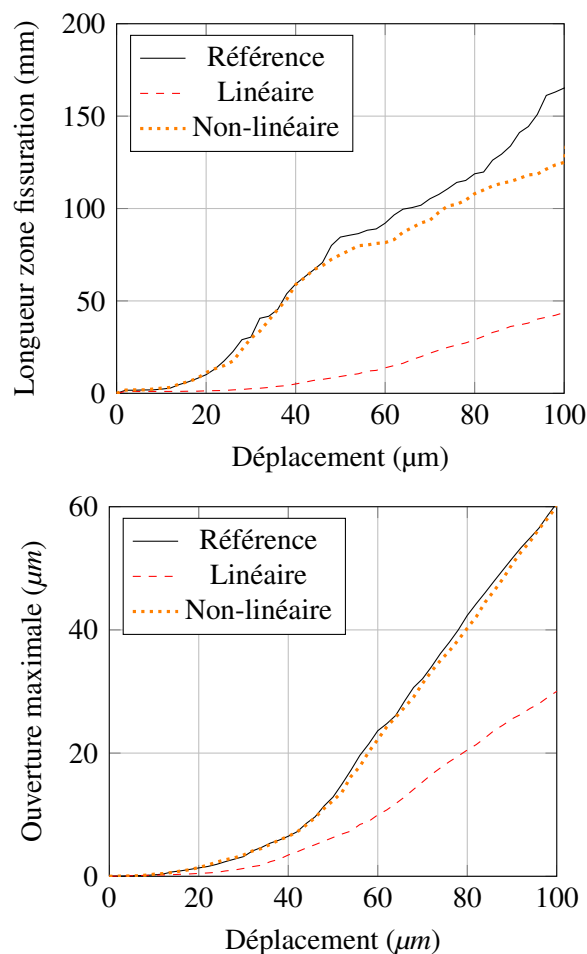 200
150
100
50
0
Longueur zone fissuration (mm)
Référence
Linéaire
Non-linéaire
0 20 40 60 80 100
Déplacement (µm)
60
40
20
0
Ouverture maximale (µm)
Référence
Linéaire
Non-linéaire
0 20 40 60 80 100
Déplacement (µm)